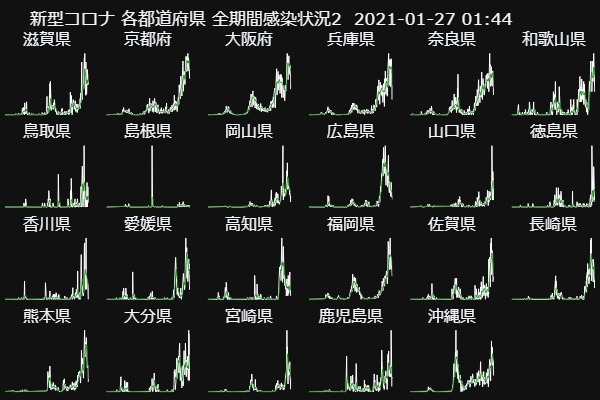 新型コロナ 各都道府県 全期間感染状況2 2021-01-27 01:44
滋賀県 京都府 大阪府 兵庫県 奈良県 和歌山県
鳥取県 島根県 岡山県 広島県 山口県 徳島県
香川県 愛媛県 高知県 福岡県 佐賀県 長崎県
熊本県 大分県 宮崎県 鹿児島県 沖縄県